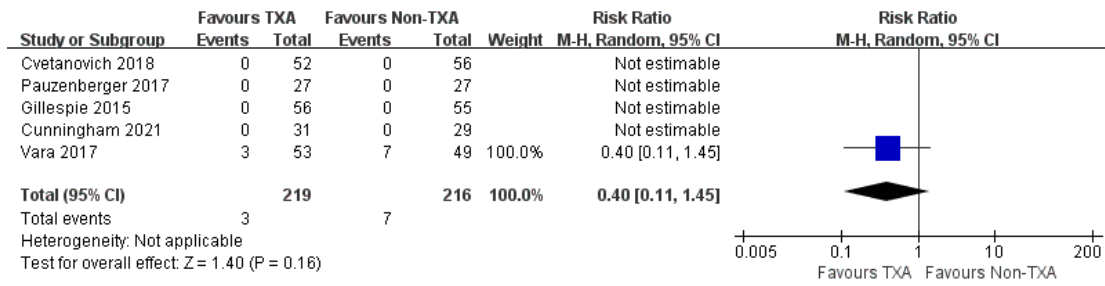 Favours TXA Favours Non-TXA Risk Ratio Risk Ratio
Study or Subgroup Events Total Events Total Weight M-H, Random, 95% CI M-H, Random, 95% CI
Cvetanovich 2018 0 52 0 56 Not estimable
Pauzenberger 2017 0 27 0 27 Not estimable
Gillespie 2015 0 56 0 55 Not estimable
Cunningham 2021 0 31 0 29 Not estimable
Vara 2017 3 53 7 49 100.0% 0.40 [0.11, 1.45]
Total (95% CI) 219 216 100.0% 0.40 [0.11, 1.45]
Total events 3 7
Heterogeneity: Not applicable
Test for overall effect: Z = 1.40 (P = 0.16)
0.005 0.1 1 10 200
Favours TXA Favours Non-TXA